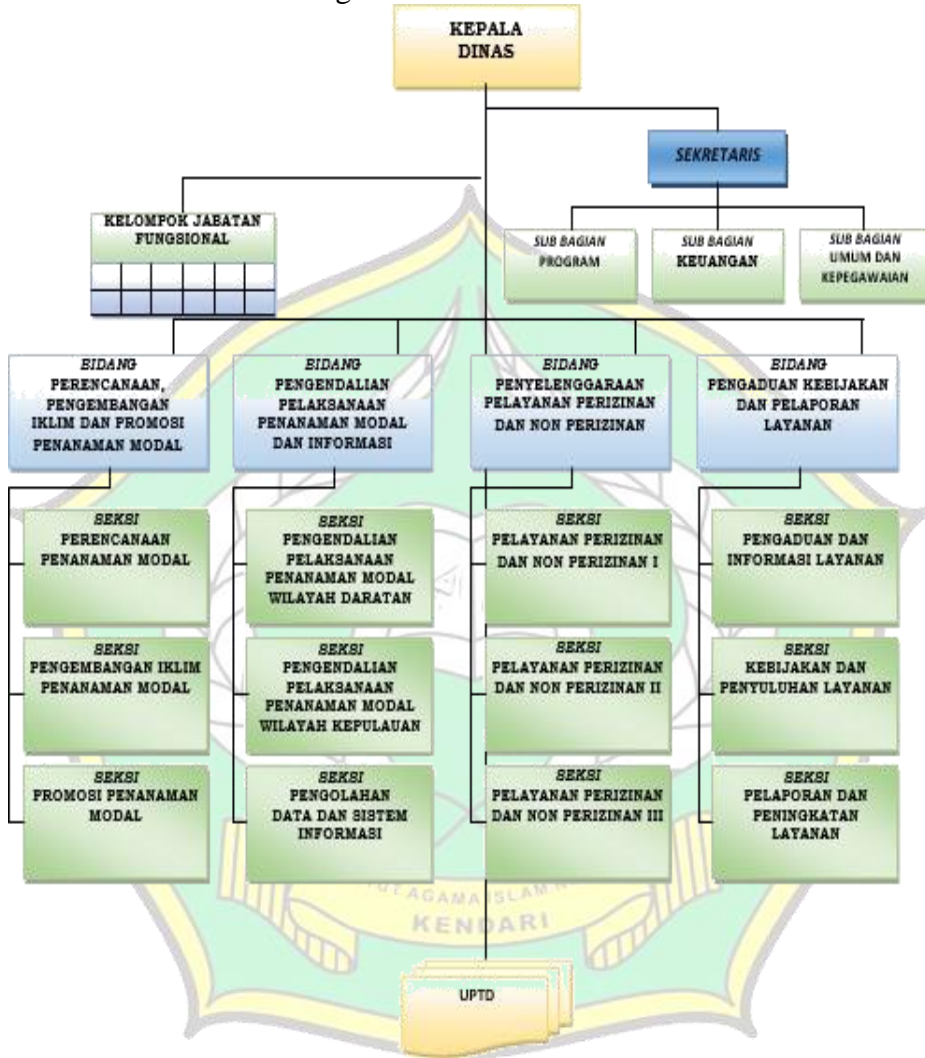 KEPALA
DINAS
SEKRETARIS
KELOMPOK JABATAN
FUNGSIONAL
SUB BAGIAN
PROGRAM
SUB BAGIAN
KEUANGAN
SUB BAGIAN
UMUM DAN
KEPEGAWAIAN
BIDANG
PERENCANAAN,
PENGEMBANGAN
IKLIM DAN PROMOSI
PENANAMAN MODAL
BIDANG
PENGENDALIAN
PELAKSANAAN
PENANAMAN MODAL
DAN INFORMASI
BIDANG
PENYELENGGARAAN
PELAYANAN PERIZINAN
DAN NON PERIZINAN
BIDANG
PENGADUAN KEBIJAKAN
DAN PELAPORAN
LAYANAN
SEKSI
PERENCANAAN
PENANAMAN MODAL
SEKSI
PENGENDALIAN
PELAKSANAAN
PENANAMAN MODAL
WILAYAH DARATAN
SEKSI
PELAYANAN PERIZINAN
DAN NON PERIZINAN I
SEKSI
PENGADUAN DAN
INFORMASI LAYANAN
SEKSI
PENGEMBANGAN IKLIM
PENANAMAN MODAL
SEKSI
PENGENDALIAN
PELAKSANAAN
PENANAMAN MODAL
WILAYAH KEPULAUAN
SEKSI
PELAYANAN PERIZINAN
DAN NON PERIZINAN II
SEKSI
KEBIJAKAN DAN
PENYULUHAN LAYANAN
SEKSI
PROMOSI PENANAMAN
MODAL
SEKSI
PENGOLAHAN
DATA DAN SISTEM
INFORMASI
SEKSI
PELAYANAN PERIZINAN
DAN NON PERIZINAN III
SEKSI
PELAPORAN DAN
PENINGKATAN
LAYANAN
AGAMA ISLAM
KENDARI
UPTD